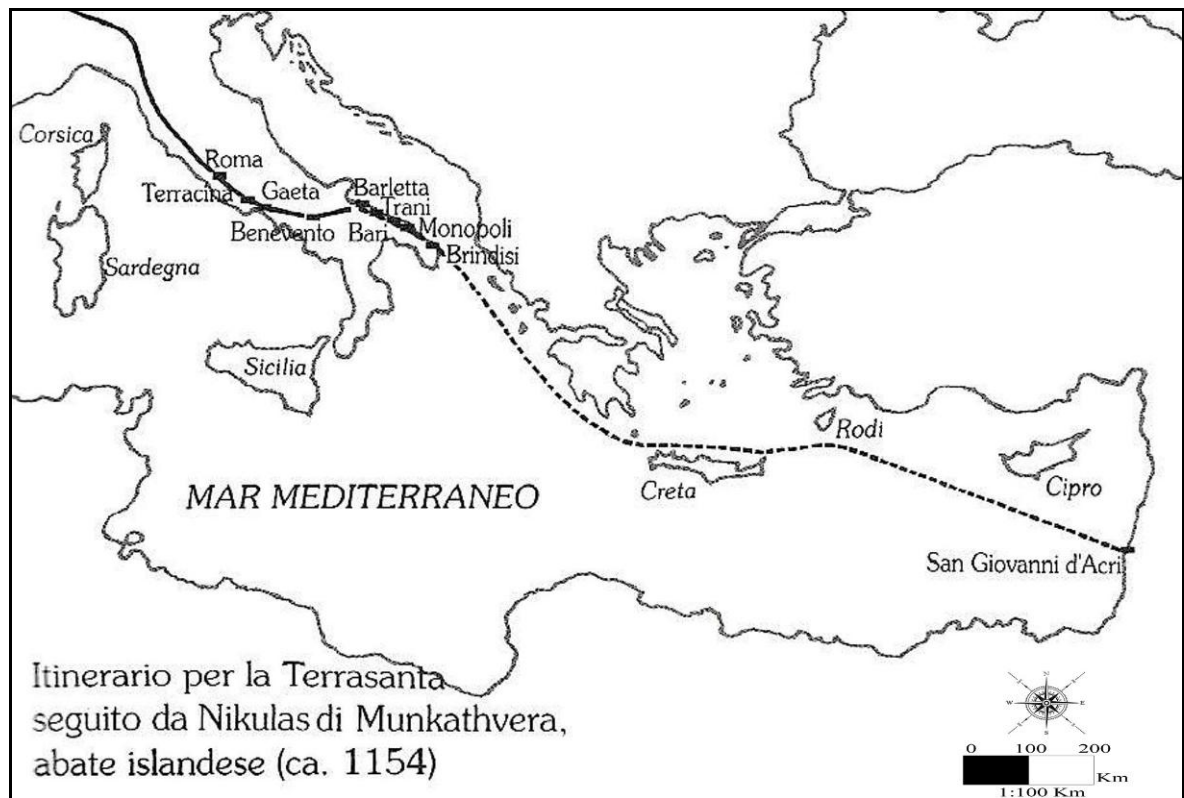 Corsica
Roma
Terracina
Gaeta
Barletta
Trani
Benevento
Bari
Monopoli
Brindisi
Sardegna
Sicilia
Rodi
Creta
Cipro
MAR MEDITERRANEO
San Giovanni d'Acri
Itinerario per la Terrasanta
seguito da Nikulas di Munkathvera,
abate islandese (ca. 1154)
N
W
E
S
0 100 200
Km
1:100 Km